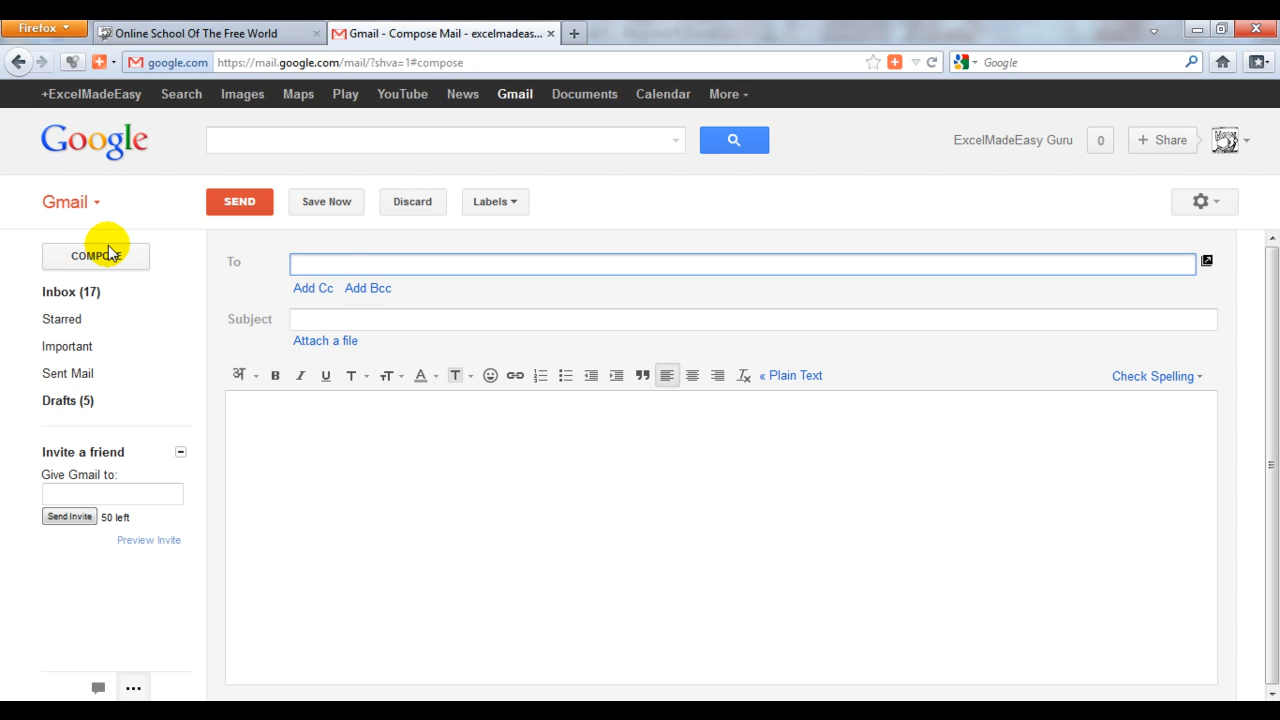 Firefox
Online School Of The Free World
Gmail - Compose Mail - excelmadeas...
google.com
https://mail.google.com/mail/?shva=1#compose
Google
+ExcelMadeEasy Search Images Maps Play YouTube News Gmail Documents Calendar More
Google
ExcelMadeEasy Guru
0
+ Share
Gmail
SEND
Save Now
Discard
Labels
COMPOSE
To
Add Cc Add Bcc
Subject
Attach a file
अ B I U T тT A T
« Plain Text
Check Spelling
Inbox (17)
Starred
Important
Sent Mail
Drafts (5)
Invite a friend
Give Gmail to:
Send Invite 50 left
Preview Invite